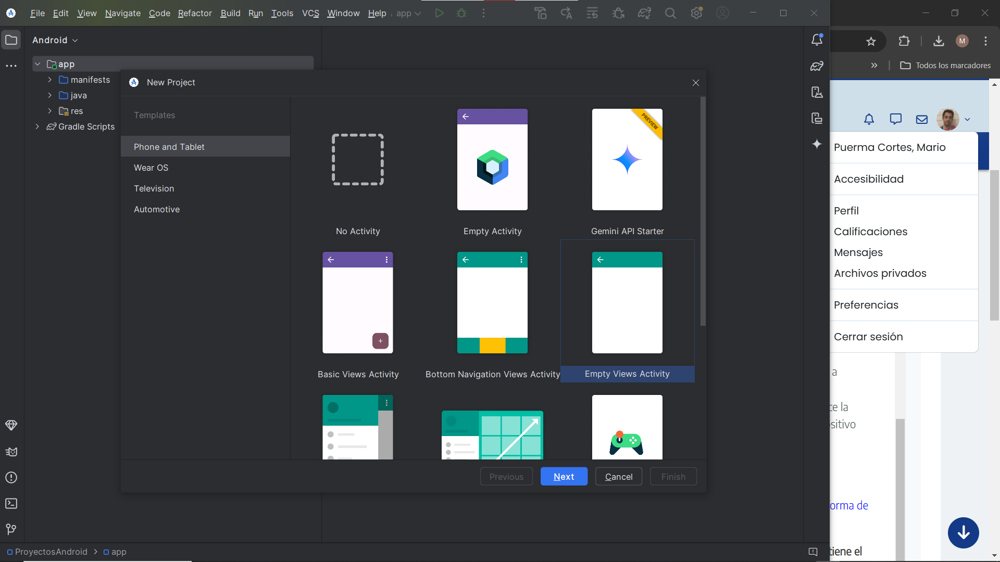 File Edit View Navigate Code Refactor Build Run Tools VCS Window Help app
Android
app
manifests
java
res
Gradle Scripts
New Project
Templates
Phone and Tablet
Wear OS
Television
Automotive
No Activity
Empty Activity
PREVIEW
Gemini API Starter
Basic Views Activity
Bottom Navigation Views Activity
Empty Views Activity
Previous
Next
Cancel
Finish
ProyectosAndroid
app
M
Todos los marcadores
Puerma Cortes, Mario
Accesibilidad
Perfil
Calificaciones
Mensajes
Archivos privados
Preferencias
Cerrar sesión
a
ce la
sitivo
orma de
tiene el